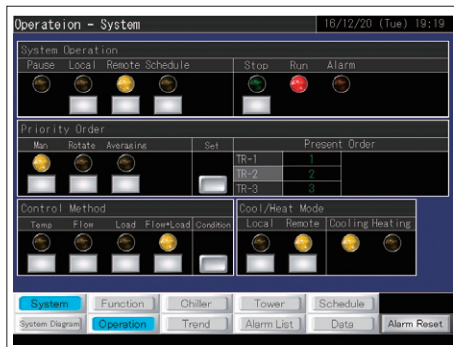 Operateion - System 16/12/20 (Tue) 19:19
System Operation
Pause Local Remote Schedule Stop Run Alarm
Priority Order
Man Rotate Averasins Set Present Order
TR-1 1
TR-2 2
TR-3 3
Control Method Cool/Heat Mode
Temp Flow Load Flow*Load Condition Local Remote Cooling Heating
System Function Chiller Tower Schedule
System Diagram Operation Trend Alarm List Data Alarm Reset